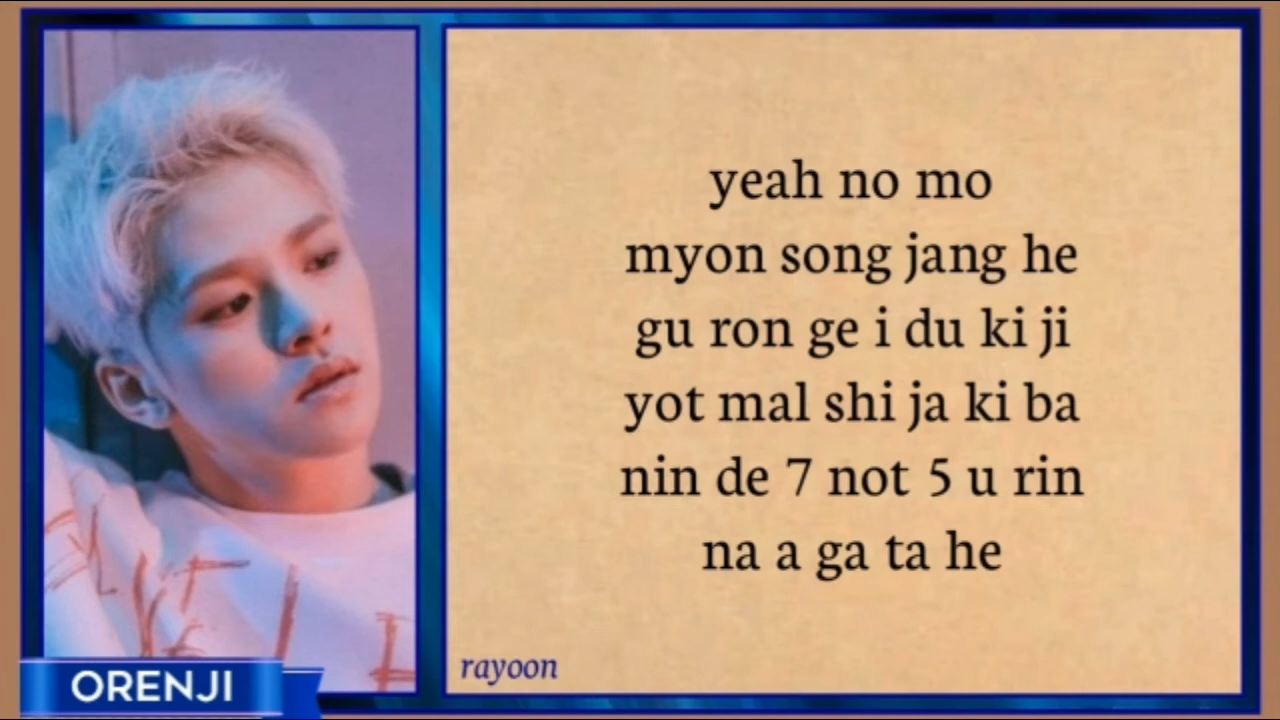 yeah no mo
myon song jang he
gu ron ge i du ki ji
yot mal shi ja ki ba
nin de 7 not 5 u rin
na a ga ta he
rayoon
ORENJI